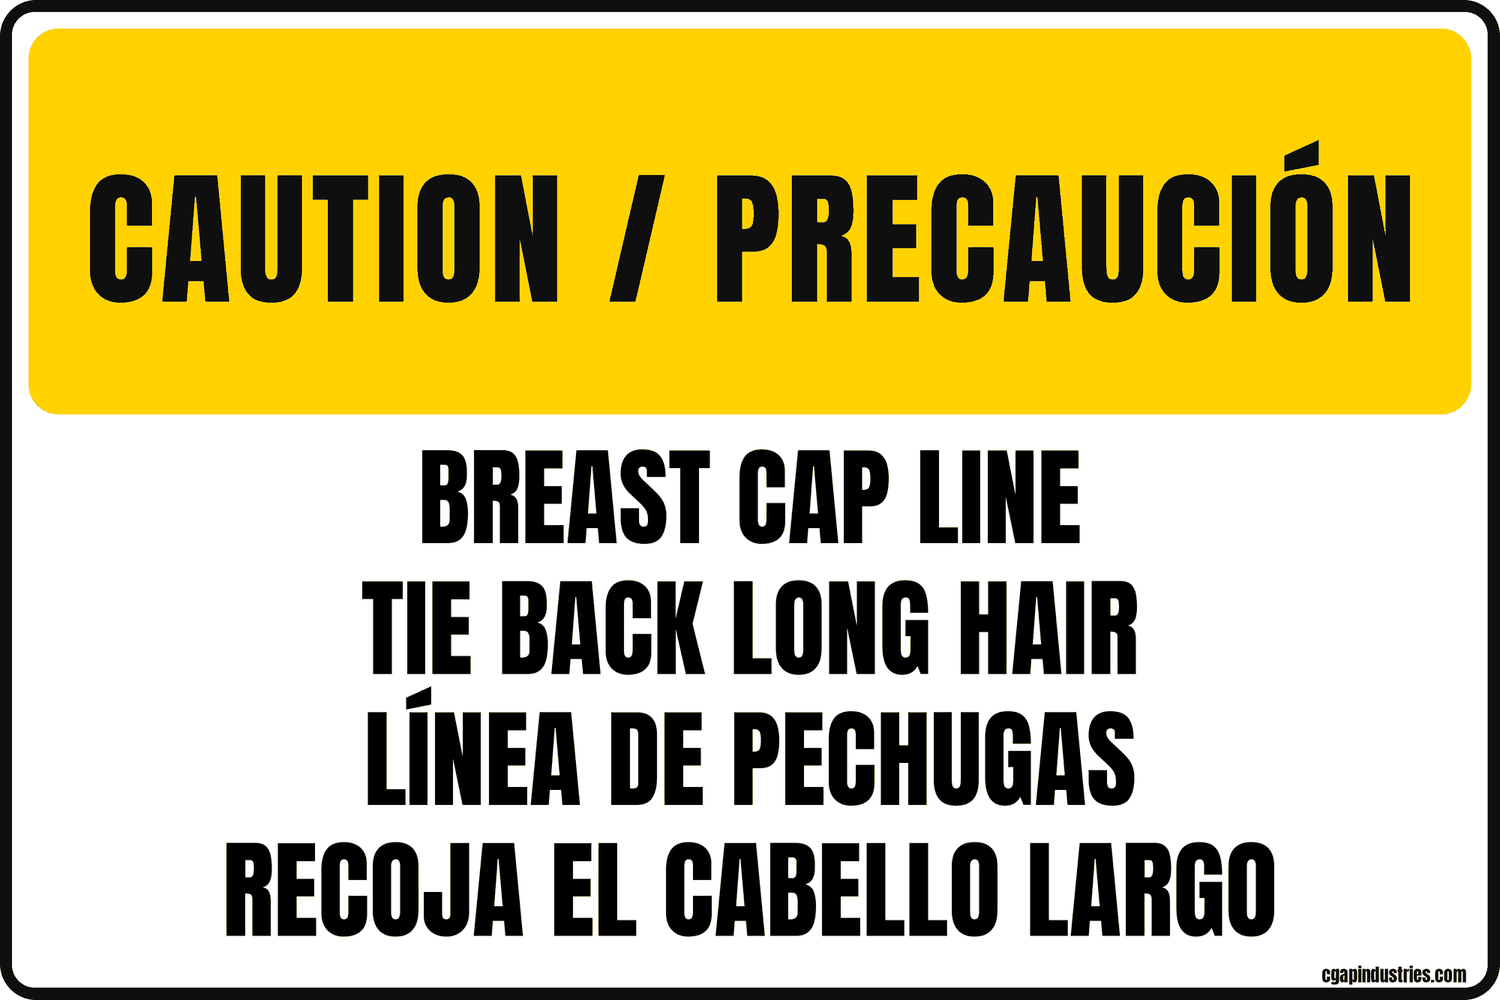 CAUTION / PRECAUCIÓN
BREAST CAP LINE
TIE BACK LONG HAIR
LÍNEA DE PECHUGAS
RECOJA EL CABELLO LARGO
cgapindustries.com